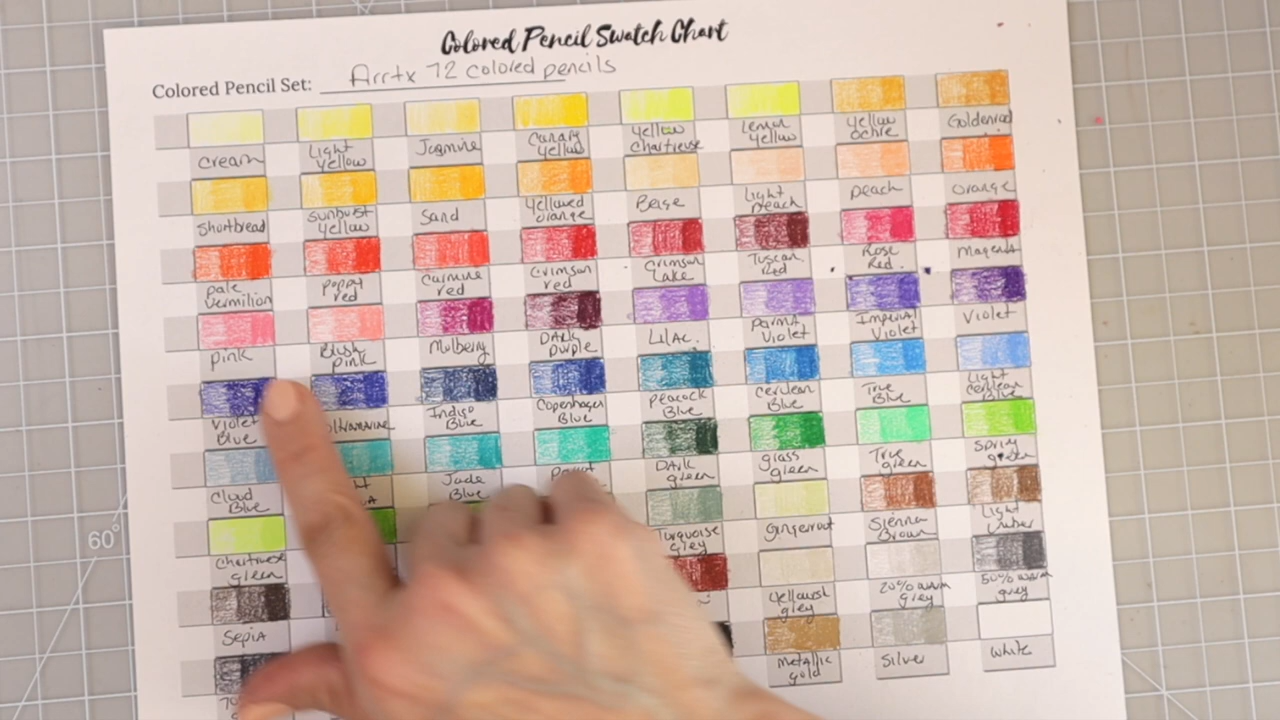 Colored Pencil Swatch Chart
Colored Pencil Set: Arrtx 72 colored pencils
Cream
Light Yellow
Jasmine
Canary Yellow
Yellow Chartreuse
Lemon Yellow
Yellow Ochre
Goldenrod
Shortbread
Sunburst Yellow
Sand
Yellowed Orange
Beige
Light Peach
Peach
Orange
Pale Vermilion
Poppy Red
Carmine Red
Crimson Red
Crimson Lake
Tuscan Red
Rose Red.
Magenta
Pink
Blush Pink
Mulberry
DARK Purple
Lilac.
Parma Violet
Imperial Violet
Violet
Violet Blue
Ultramarine
Indigo Blue
Copenhagen Blue
Peacock Blue
Cerulean Blue
True Blue
Light Cerulean Blue
Cloud Blue
Jade Blue
DARK green
grass green
True green
Spring green
Chartreuse green
Turquoise Grey
Gingerroot
Sienna Brown
Light Umber
Sepia
Yellowish grey
20% warm grey
50% warm grey
70
Metallic gold
Silver
White
60°